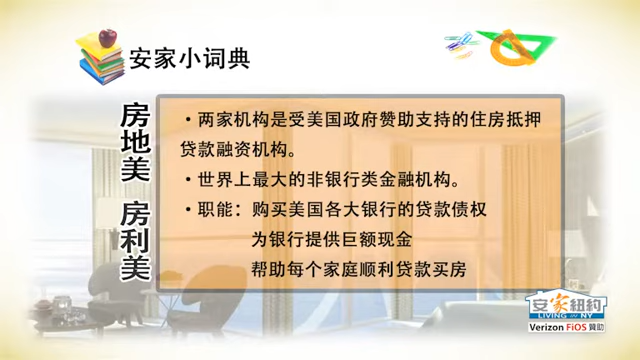 安家小词典
房地美 房利美
·两家机构是受美国政府赞助支持的住房抵押
贷款融资机构。
·世界上最大的非银行类金融机构。
·职能：购买美国各大银行的贷款债权
为银行提供巨额现金
帮助每个家庭顺利贷款买房
安家紐約
LIVING IN NY
Verizon FiOS 贊助